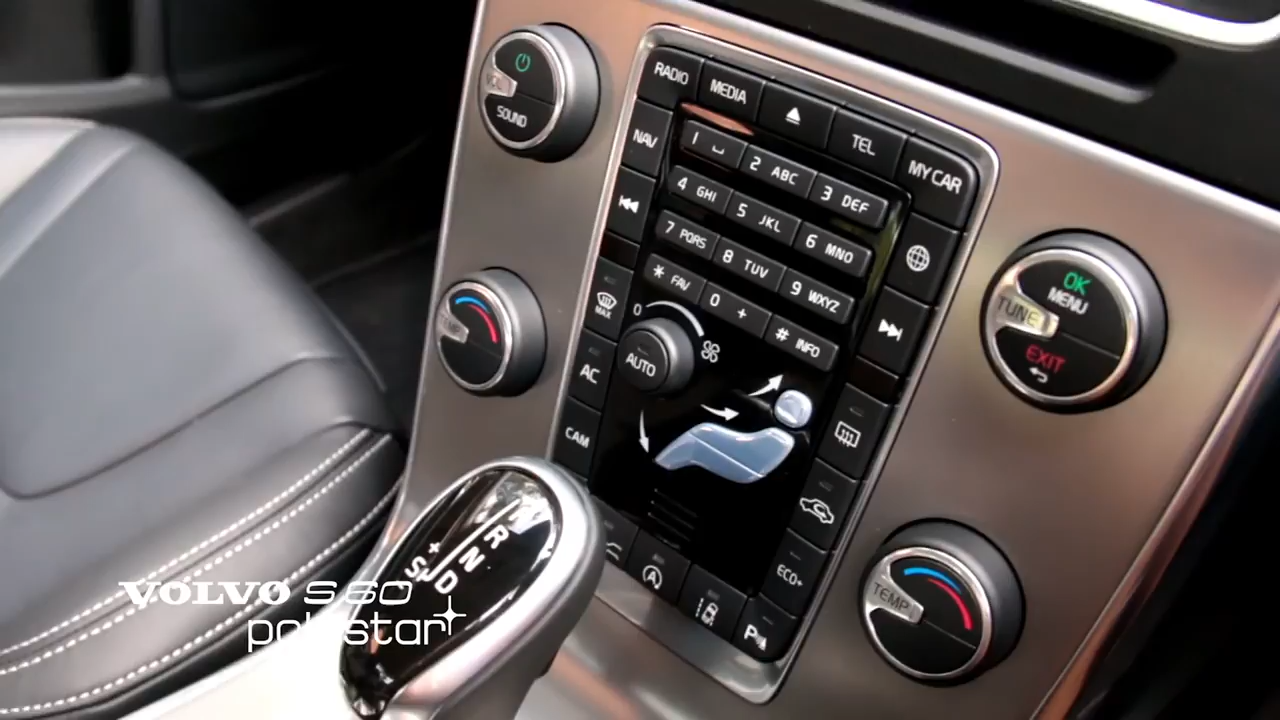 VOL
SOUND
RADIO
MEDIA
TEL
MY CAR
NAV
1
2 ABC
3 DEF
4 GHI
5 JKL
6 MNO
7 PQRS
8 TUV
9 WXYZ
* FAV
0 +
# INFO
MAX
0
AUTO
AC
CAM
ECO+
OK
MENU
TUNE
EXIT
TEMP
R
N
D
+
S
VOLVO S60
polestar